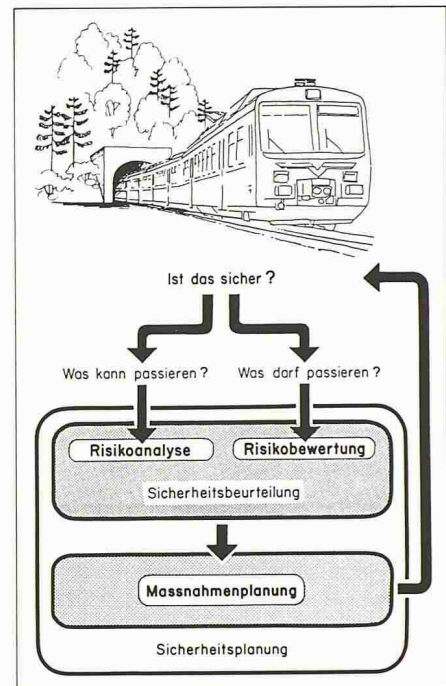 Ist das sicher?
Was kann passieren? Was darf passieren?
Risikoanalyse Risikobewertung
Sicherheitsbeurteilung
Massnahmenplanung
Sicherheitsplanung